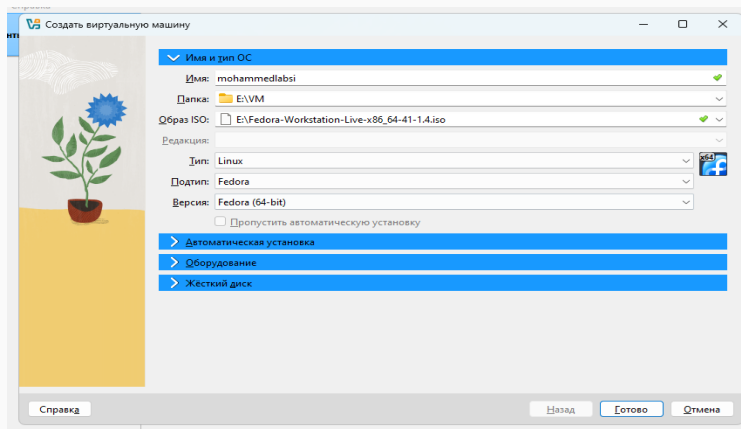 Справка
Создать виртуальную машину
Имя и тип ОС
Имя: mohammedlabsi
Папка: E:\VM
Образ ISO: E:\Fedora-Workstation-Live-x86_64-41-1.4.iso
Редакция:
Тип: Linux
x64
Подтип: Fedora
Версия: Fedora (64-bit)
Пропустить автоматическую установку
Автоматическая установка
Оборудование
Жёсткий диск
Справка Назад Готово Отмена